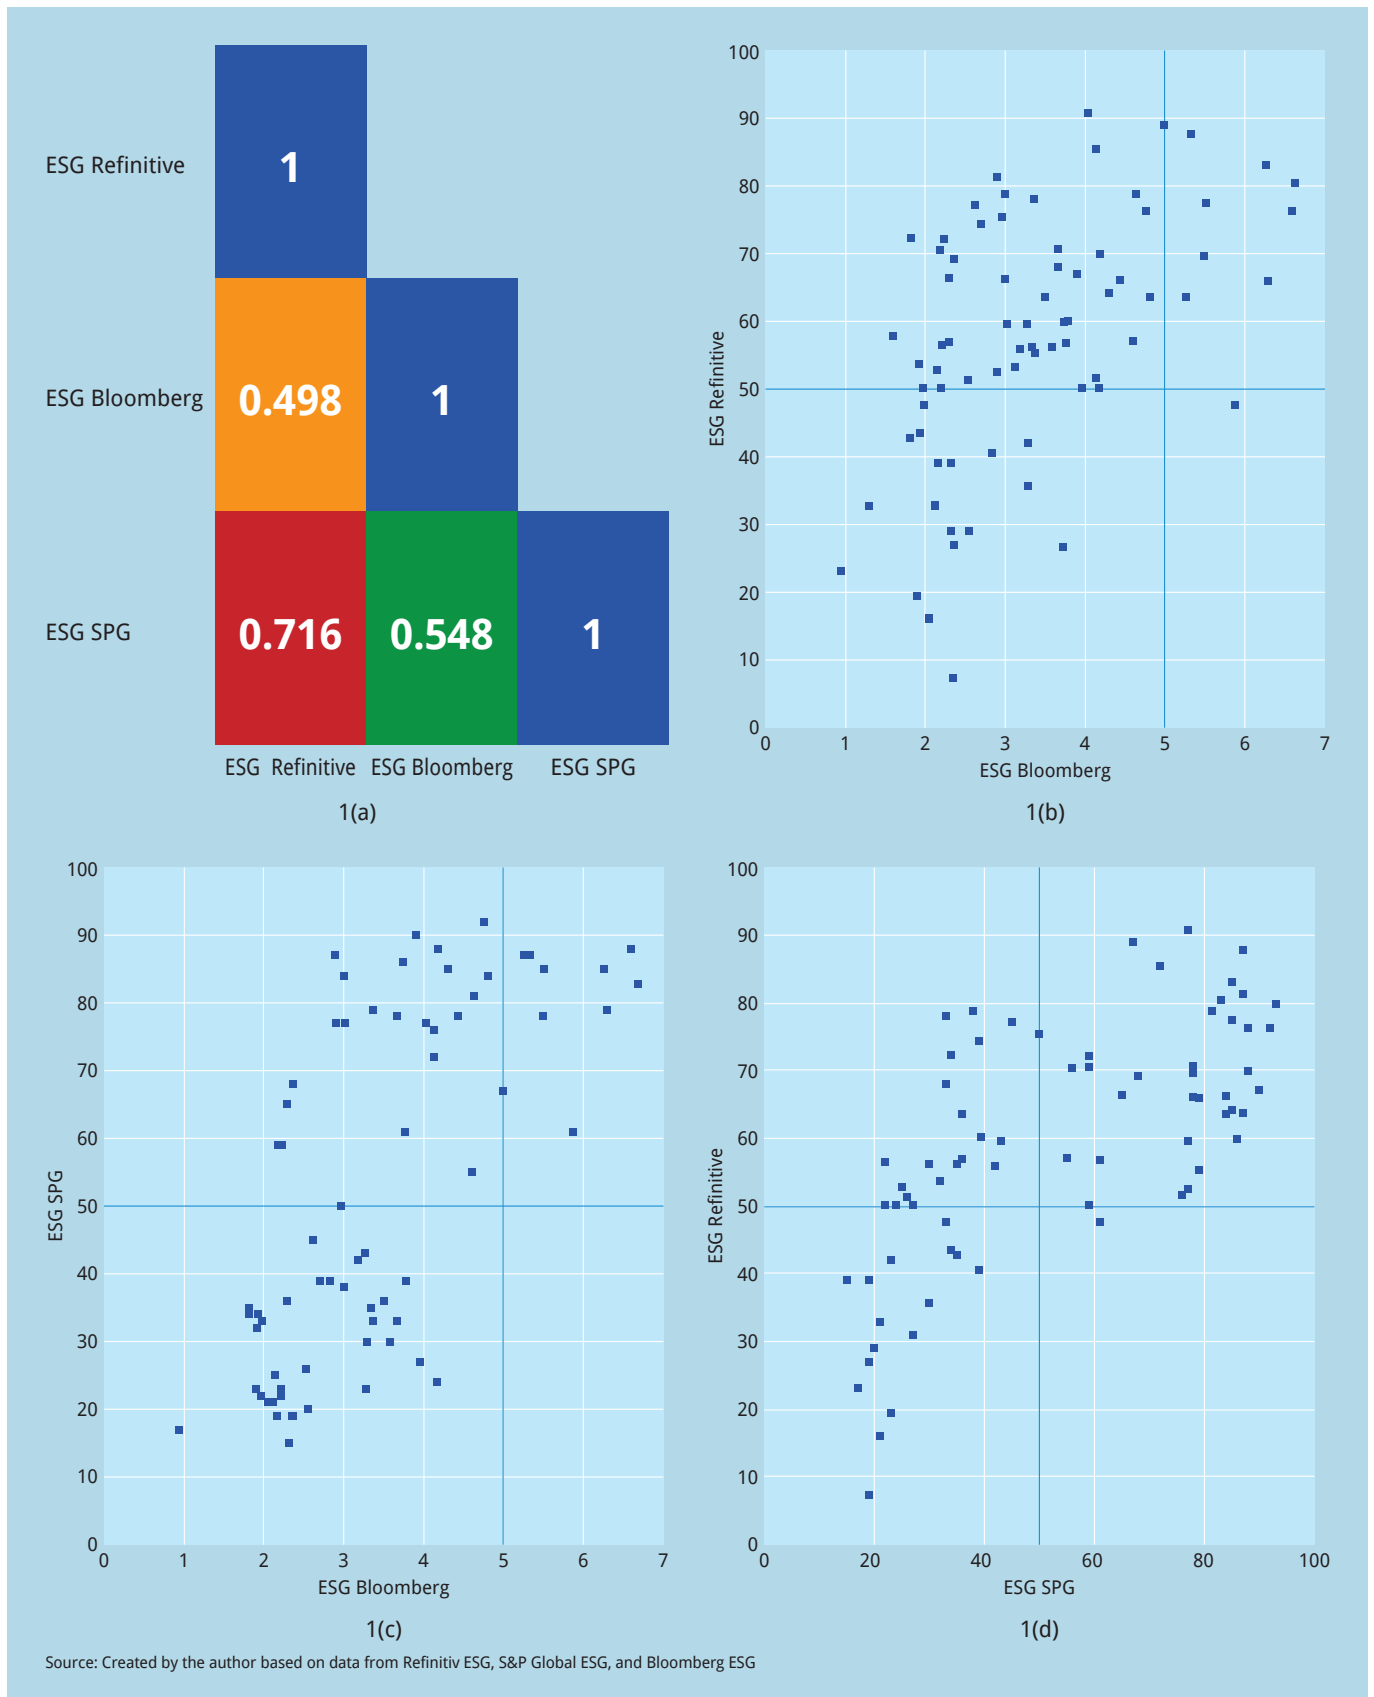 ESG Refinitive
1
ESG Bloomberg
0.498
1
ESG SPG
0.716
0.548
1
ESG Refinitive
ESG Bloomberg
ESG SPG
1(a)
100
90
80
70
60
50
40
30
20
10
0
ESG Refinitive
0 1 2 3 4 5 6 7
ESG Bloomberg
1(b)
100
90
80
70
60
50
40
30
20
10
0
ESG SPG
0 1 2 3 4 5 6 7
ESG Bloomberg
1(c)
100
90
80
70
60
50
40
30
20
10
0
ESG Refinitive
0 20 40 60 80 100
ESG SPG
1(d)
Source: Created by the author based on data from Refinitiv ESG, S&P Global ESG, and Bloomberg ESG